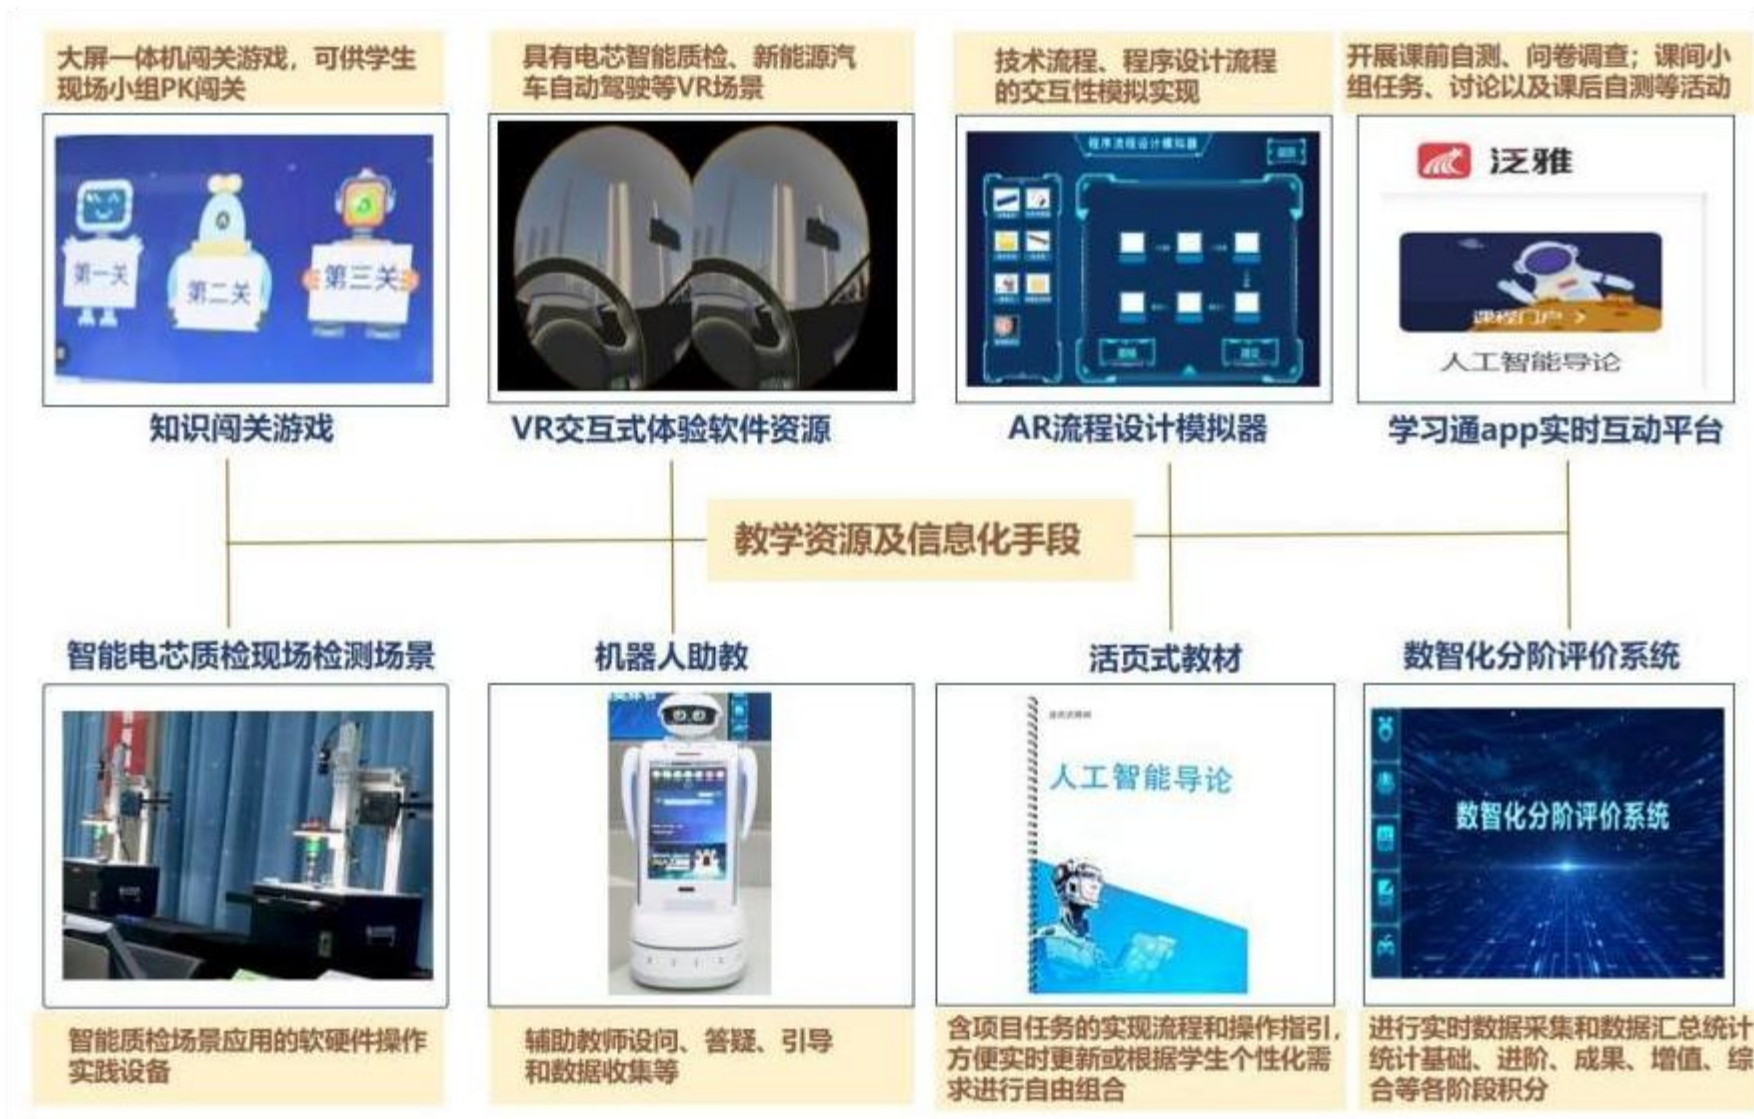 大屏一体机闯关游戏，可供学生
现场小组PK闯关
具有电芯智能质检、新能源汽
车自动驾驶等VR场景
技术流程、程序设计流程
的交互性模拟实现
开展课前自测、问卷调查；课间小
组任务、讨论以及课后自测等活动
第一关
第二关
第三关
程序流程设计模拟器
泛雅
课程门户 >
人工智能导论
知识闯关游戏
VR交互式体验软件资源
AR流程设计模拟器
学习通app实时互动平台
教学资源及信息化手段
智能电芯质检现场检测场景
机器人助教
活页式教材
数智化分阶评价系统
人工智能导论
数智化分阶评价系统
智能质检场景应用的软硬件操作
实践设备
辅助教师设问、答疑、引导
和数据收集等
含项目任务的实现流程和操作指引，
方便实时更新或根据学生个性化需
求进行自由组合
进行实时数据采集和数据汇总统计
统计基础、进阶、成果、增值、综
合等各阶段积分